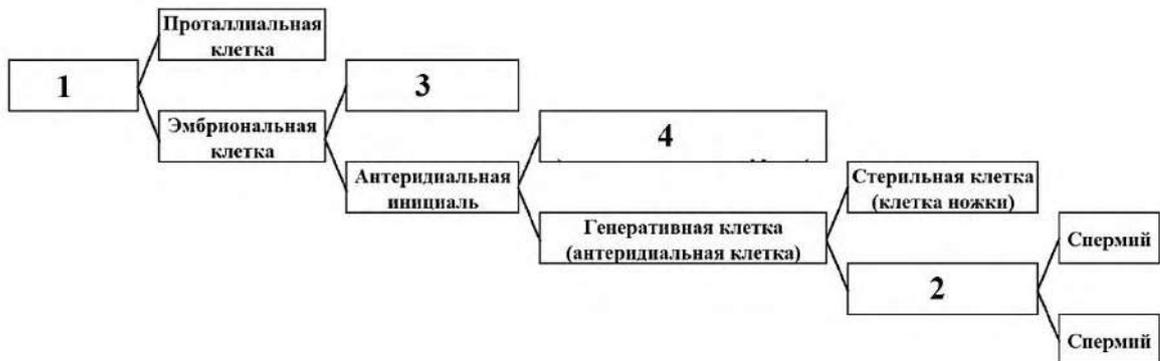 Проталлиальная
клетка
1
3
Эмбриональная
клетка
4
Антеридиальная
инициаль
Стерильная клетка
(клетка ножки)
Генеративная клетка
(антеридиальная клетка)
Спермий
2
Спермий